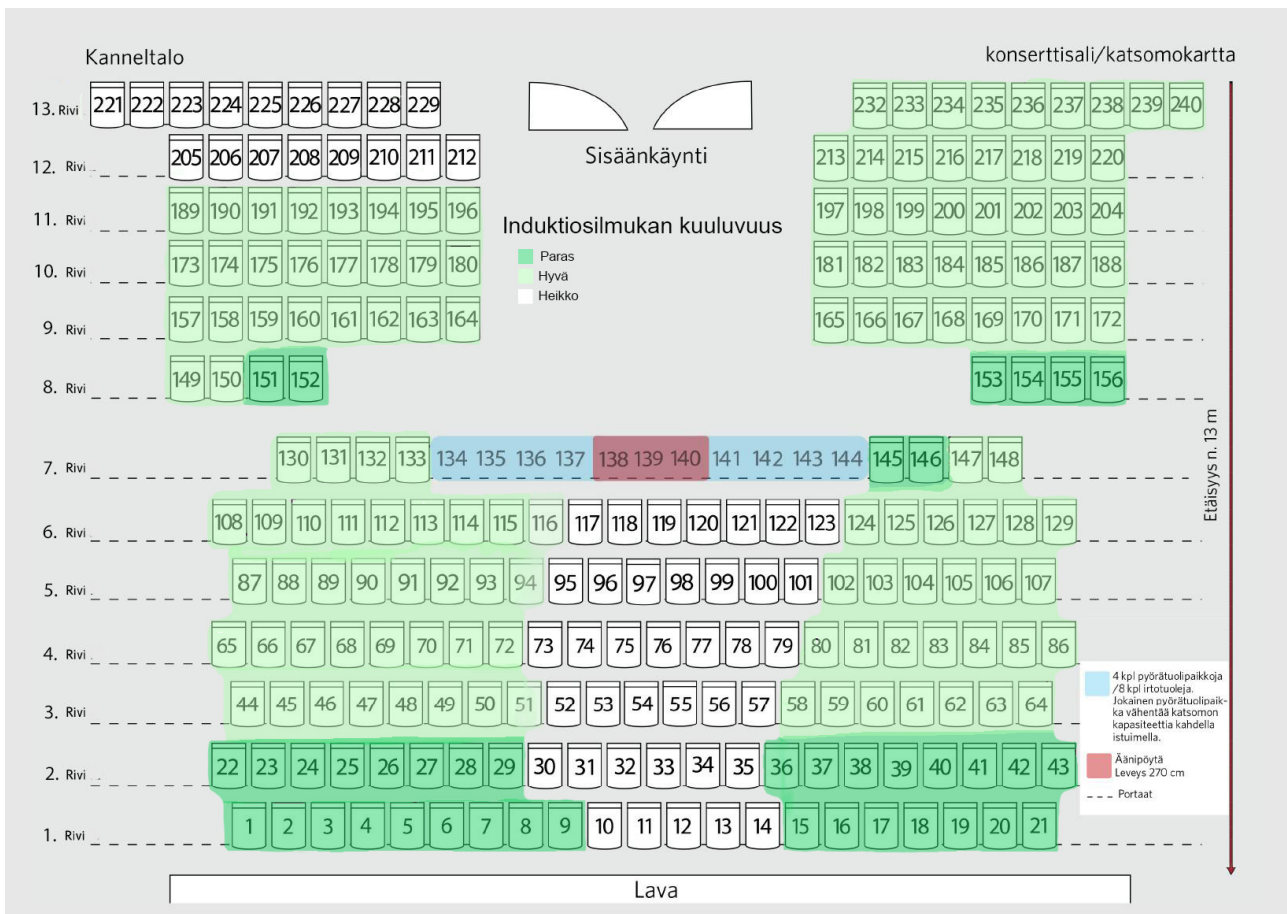 Kanneltalo
konserttisali/katsomokartta
13. Rivi 221 222 223 224 225 226 227 228 229 232 233 234 235 236 237 238 239 240
Sisäänkäynti
12. Rivi 205 206 207 208 209 210 211 212 213 214 215 216 217 218 219 220
11. Rivi 189 190 191 192 193 194 195 196 197 198 199 200 201 202 203 204
Induktiosilmukan kuuluvuus
Paras
Hyvä
Heikko
10. Rivi 173 174 175 176 177 178 179 180 181 182 183 184 185 186 187 188
9. Rivi 157 158 159 160 161 162 163 164 165 166 167 168 169 170 171 172
8. Rivi 149 150 151 152 153 154 155 156
7. Rivi 130 131 132 133 134 135 136 137 138 139 140 141 142 143 144 145 146 147 148
6. Rivi 108 109 110 111 112 113 114 115 116 117 118 119 120 121 122 123 124 125 126 127 128 129
5. Rivi 87 88 89 90 91 92 93 94 95 96 97 98 99 100 101 102 103 104 105 106 107
4. Rivi 65 66 67 68 69 70 71 72 73 74 75 76 77 78 79 80 81 82 83 84 85 86
3. Rivi 44 45 46 47 48 49 50 51 52 53 54 55 56 57 58 59 60 61 62 63 64
2. Rivi 22 23 24 25 26 27 28 29 30 31 32 33 34 35 36 37 38 39 40 41 42 43
1. Rivi 1 2 3 4 5 6 7 8 9 10 11 12 13 14 15 16 17 18 19 20 21
Lava
Etäisyys n. 13 m
4 kpl pyörätuolipaikkoja
/8 kpl irtotuoleja.
Jokainen pyörätuolipaik-
ka vähentää katsomon
kapasiteettia kahdella
istuimella.
Äänipöytä
Leveys 270 cm
Portaat